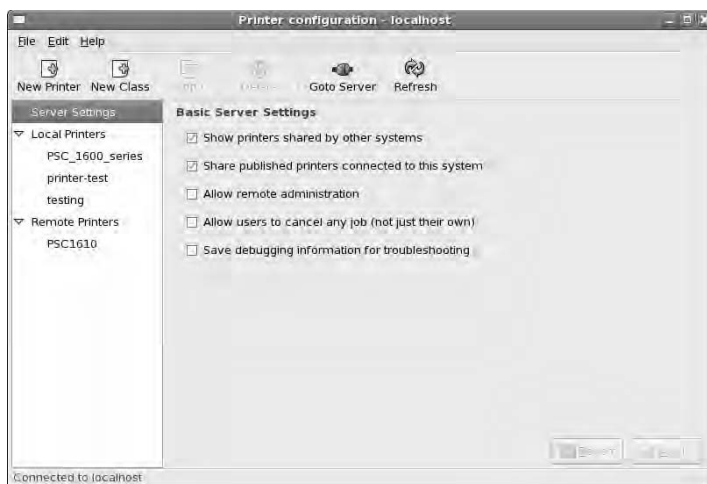 Printer configuration - localhost
File Edit Help
New Printer New Class Goto Server Refresh
Server Settings
Local Printers
PSC_1600_series
printer-test
testing
Remote Printers
PSC1610
Basic Server Settings
Show printers shared by other systems
Share published printers connected to this system
Allow remote administration
Allow users to cancel any job (not just their own)
Save debugging information for troubleshooting
Connected to localhost